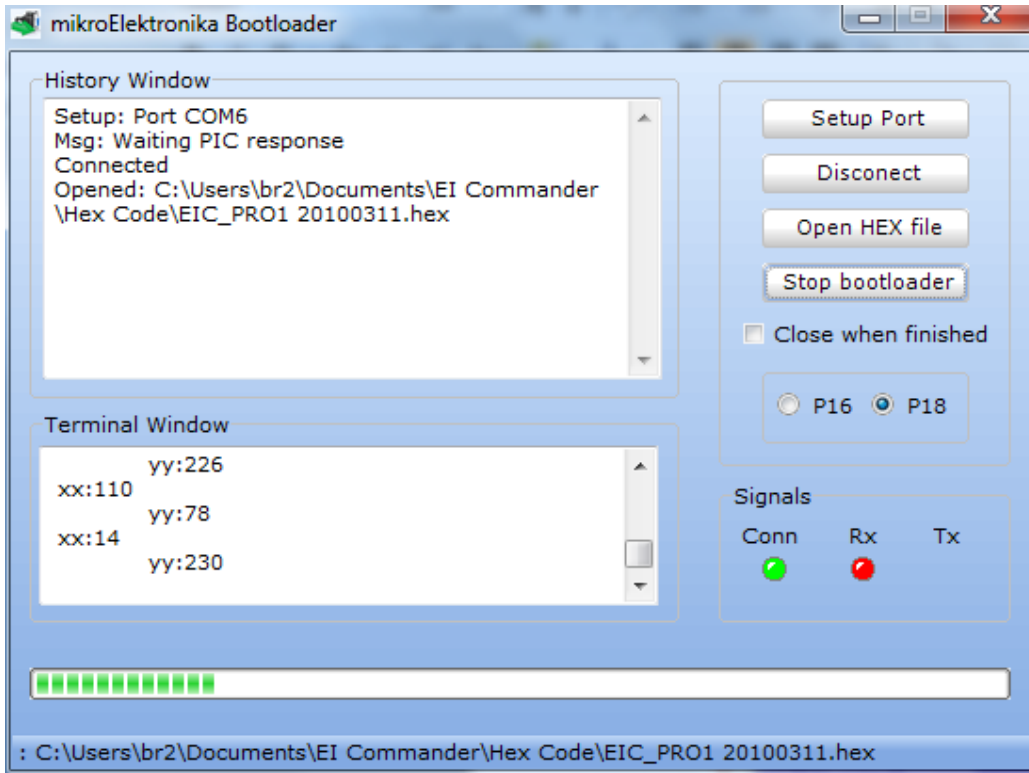 mikroElektronika Bootloader
History Window
Setup: Port COM6
Msg: Waiting PIC response
Connected
Opened: C:\Users\br2\Documents\EI Commander
\Hex Code\EIC_PRO1 20100311.hex
Setup Port
Disconect
Open HEX file
Stop bootloader
Close when finished
P16 P18
Terminal Window
yy:226
xx:110
yy:78
xx:14
yy:230
Signals
Conn Rx Tx
: C:\Users\br2\Documents\EI Commander\Hex Code\EIC_PRO1 20100311.hex